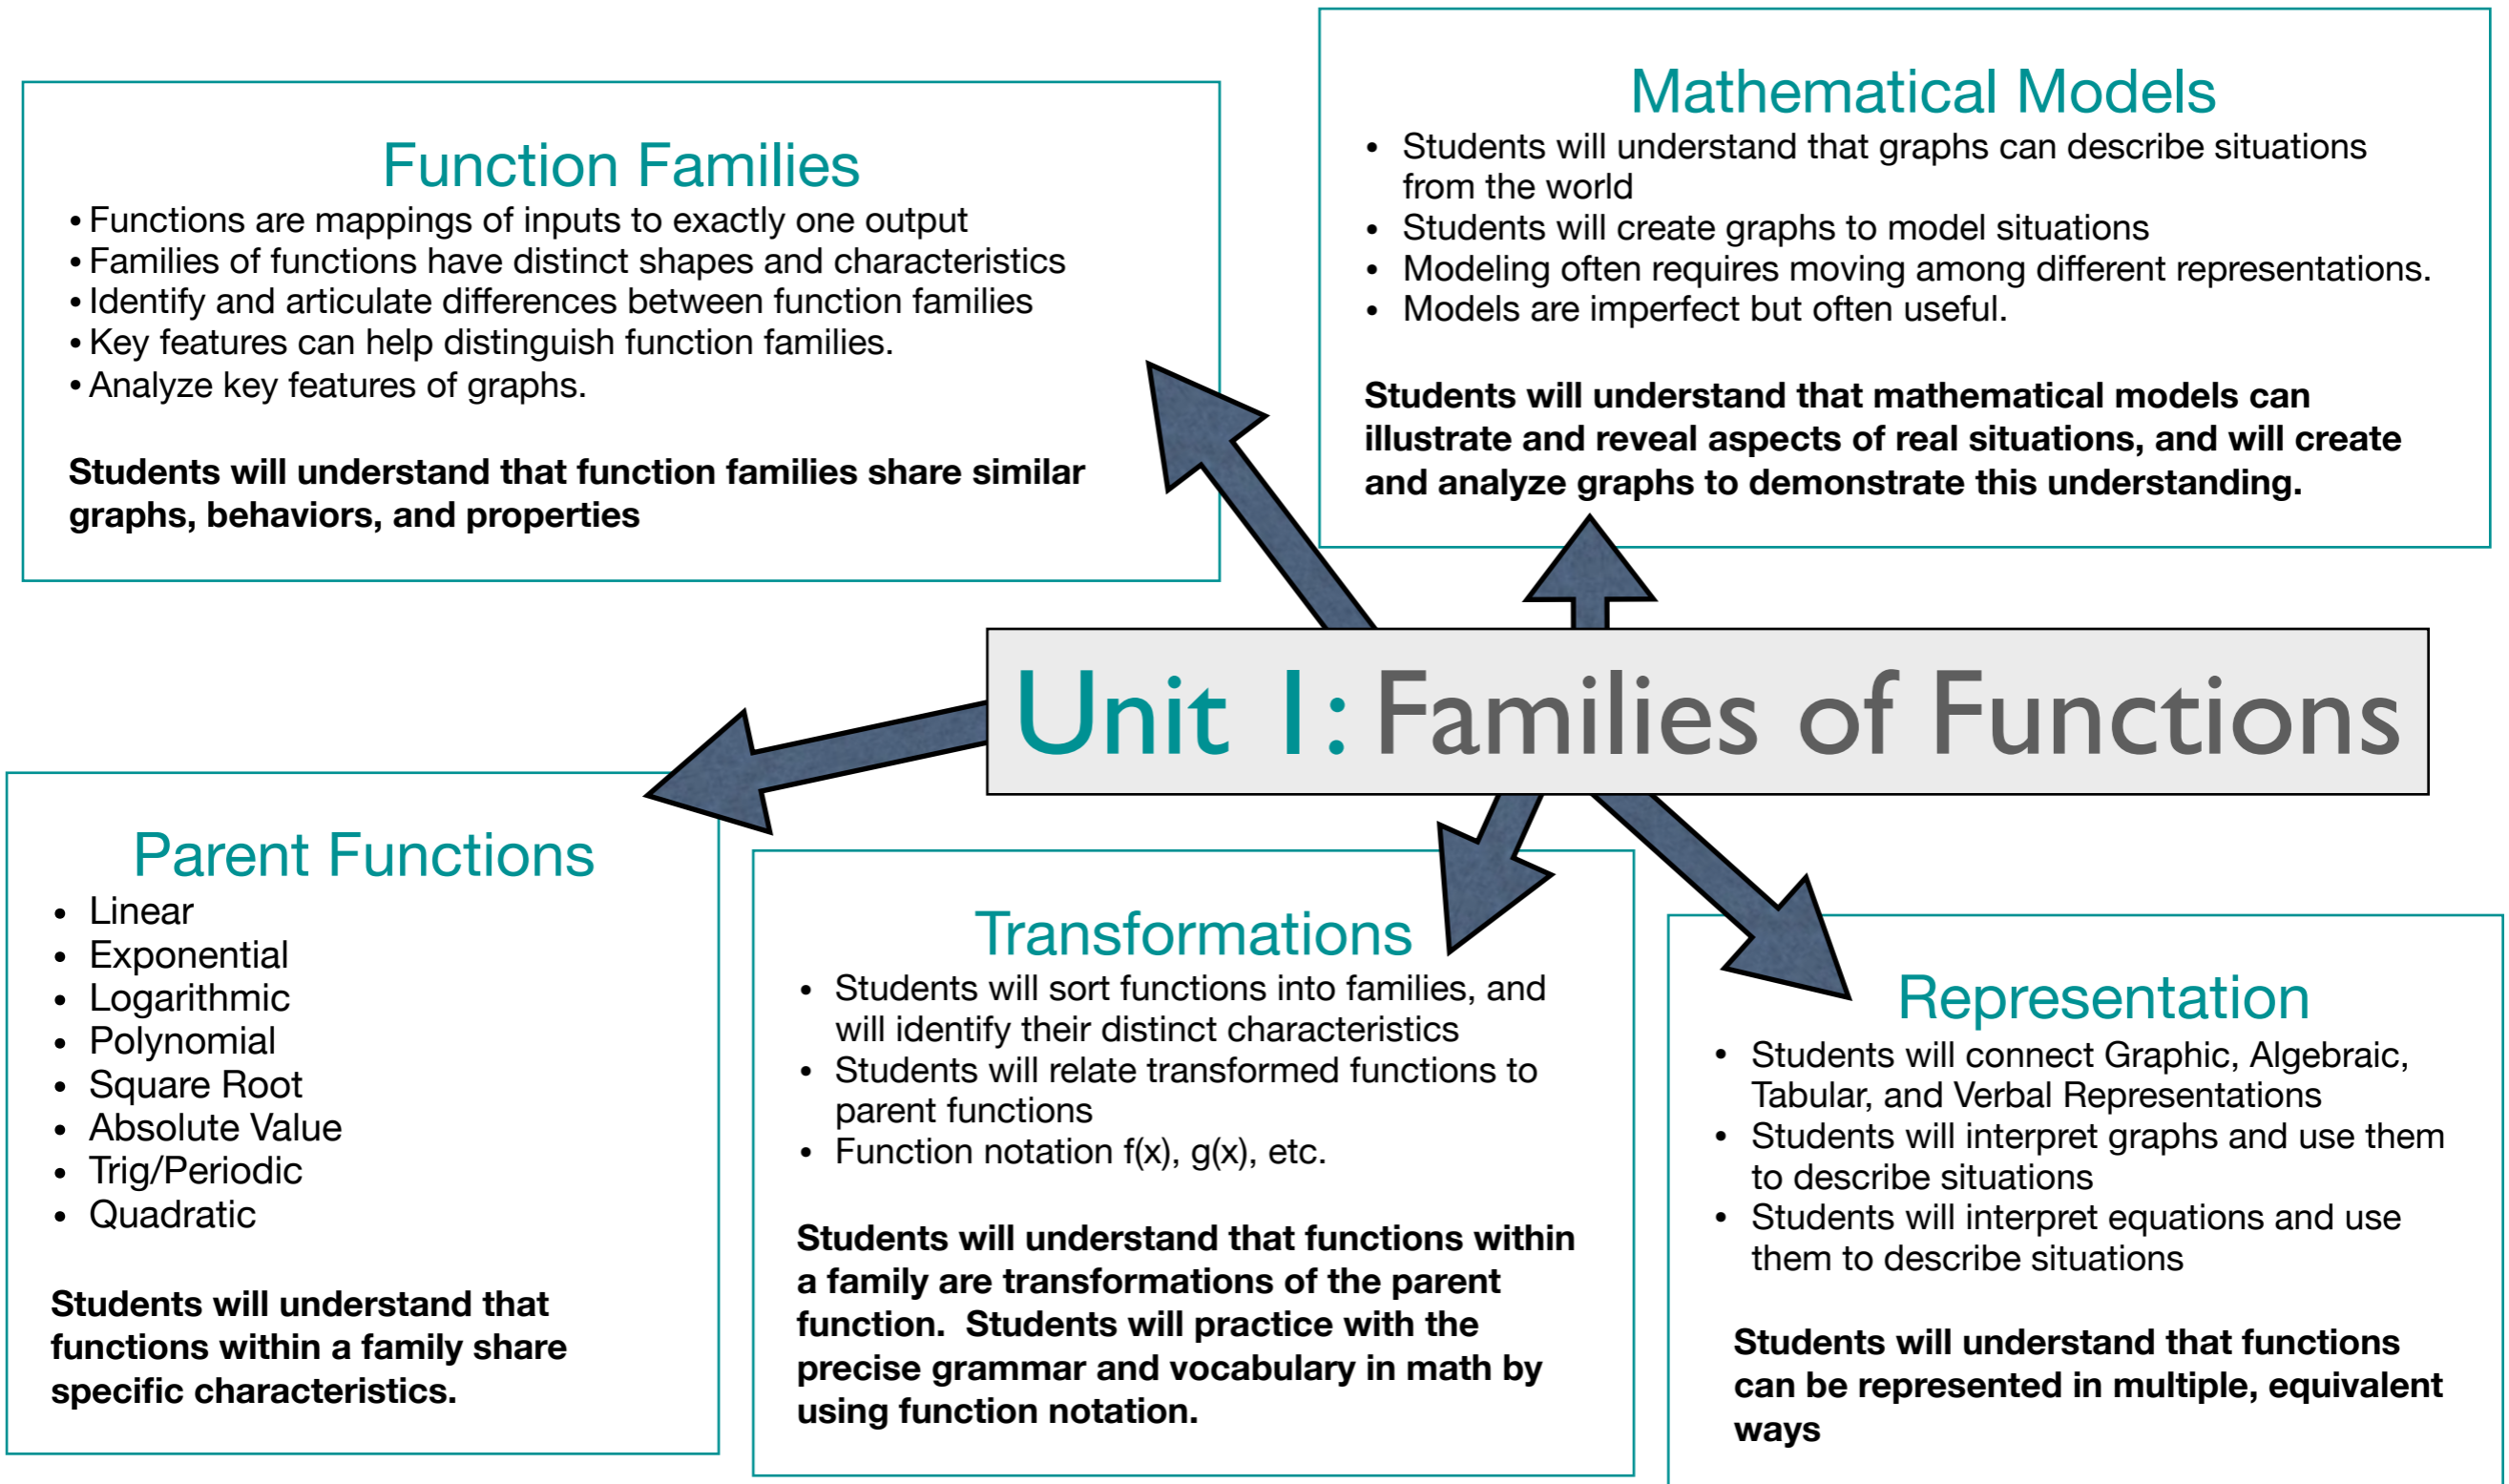 Function Families
• Functions are mappings of inputs to exactly one output
• Families of functions have distinct shapes and characteristics
• Identify and articulate differences between function families
• Key features can help distinguish function families.
• Analyze key features of graphs.
Students will understand that function families share similar
graphs, behaviors, and properties
Mathematical Models
• Students will understand that graphs can describe situations
from the world
• Students will create graphs to model situations
• Modeling often requires moving among different representations.
• Models are imperfect but often useful.
Students will understand that mathematical models can
illustrate and reveal aspects of real situations, and will create
and analyze graphs to demonstrate this understanding.
Unit 1: Families of Functions
Parent Functions
• Linear
• Exponential
• Logarithmic
• Polynomial
• Square Root
• Absolute Value
• Trig/Periodic
• Quadratic
Students will understand that
functions within a family share
specific characteristics.
Transformations
• Students will sort functions into families, and
will identify their distinct characteristics
• Students will relate transformed functions to
parent functions
• Function notation f(x), g(x), etc.
Students will understand that functions within
a family are transformations of the parent
function.  Students will practice with the
precise grammar and vocabulary in math by
using function notation.
Representation
• Students will connect Graphic, Algebraic,
Tabular, and Verbal Representations
• Students will interpret graphs and use them
to describe situations
• Students will interpret equations and use
them to describe situations
Students will understand that functions
can be represented in multiple, equivalent
ways